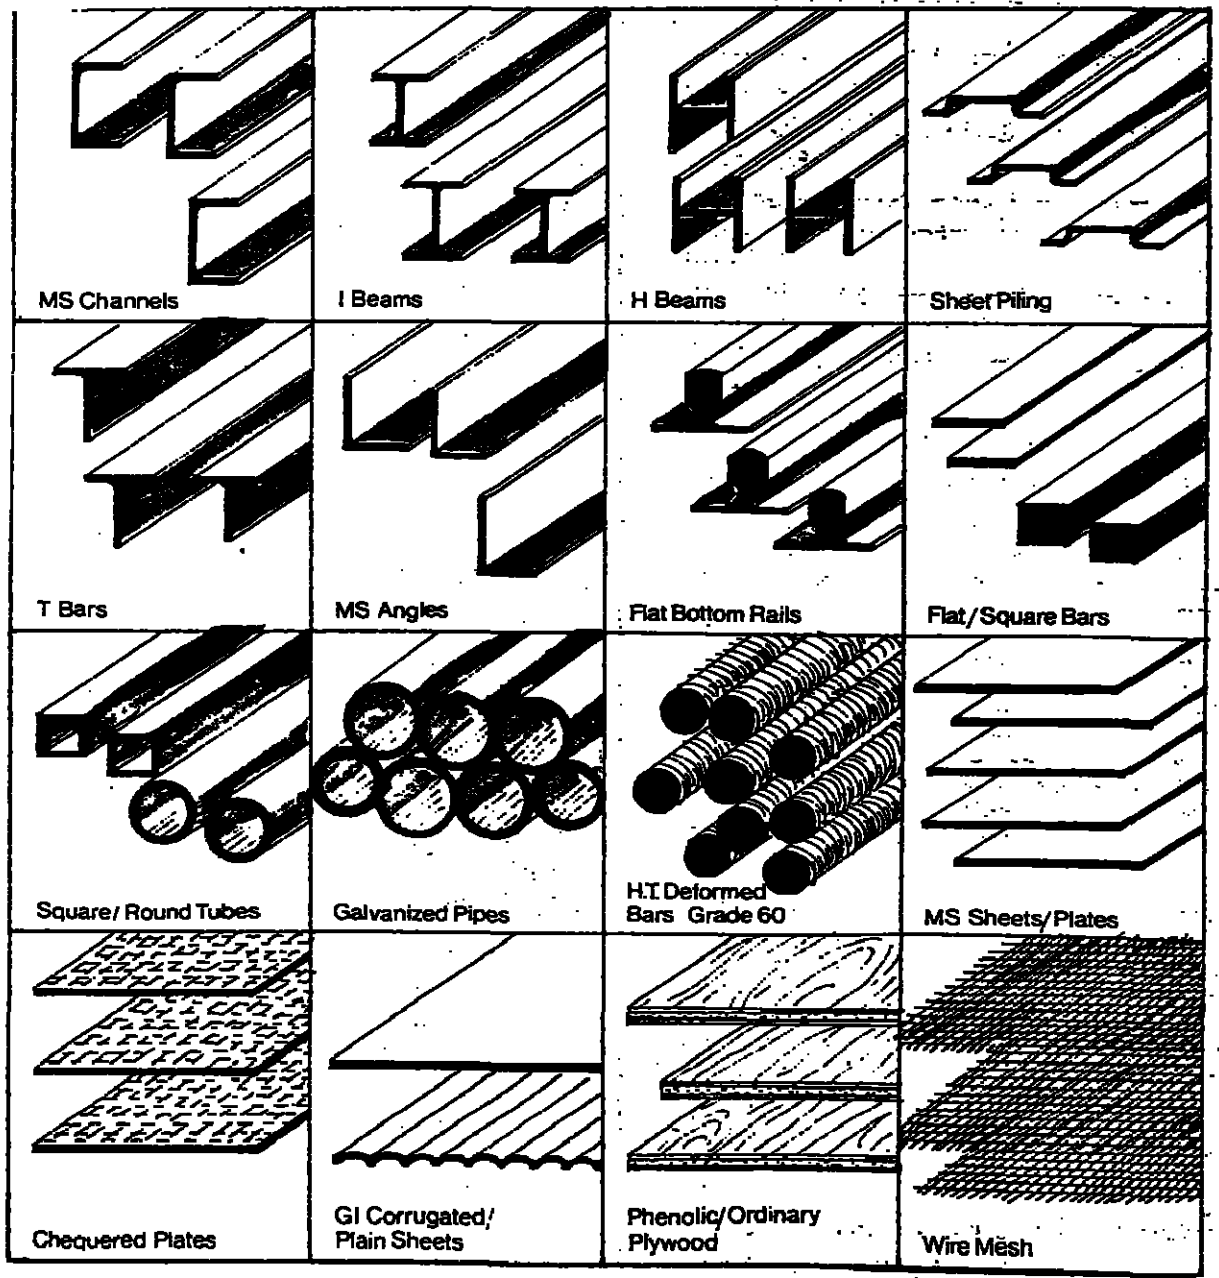 MS Channels
I Beams
H Beams
Sheet Piling
T Bars
MS Angles
Flat Bottom Rails
Flat/Square Bars
Square/Round Tubes
Galvanized Pipes
H.T. Deformed
Bars Grade 60
MS Sheets/Plates
Chequered Plates
GI Corrugated/
Plain Sheets
Phenolic/Ordinary
Plywood
Wire Mesh